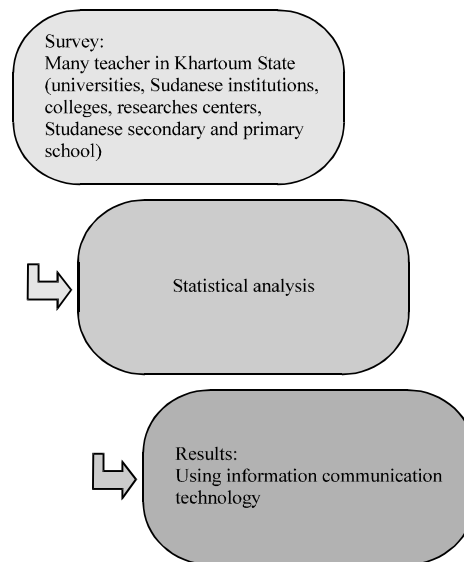 Survey:
Many teacher in Khartoum State
(universities, Sudanese institutions,
colleges, researches centers,
Studanese secondary and primary
school)
Statistical analysis
Results:
Using information communication
technology